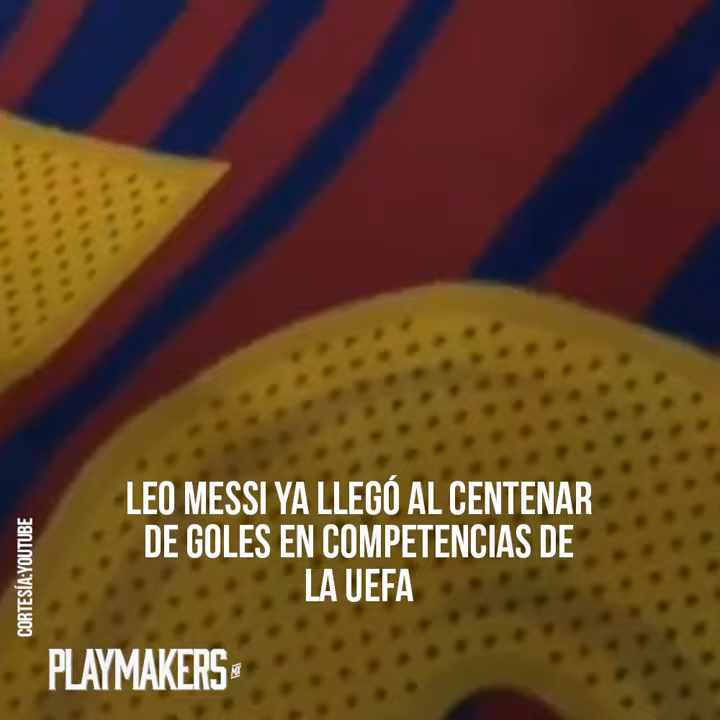 LEO MESSI YA LLEGÓ AL CENTENAR
DE GOLES EN COMPETENCIAS DE
LA UEFA
CORTESÍA:YOUTUBE
PLAYMAKERS